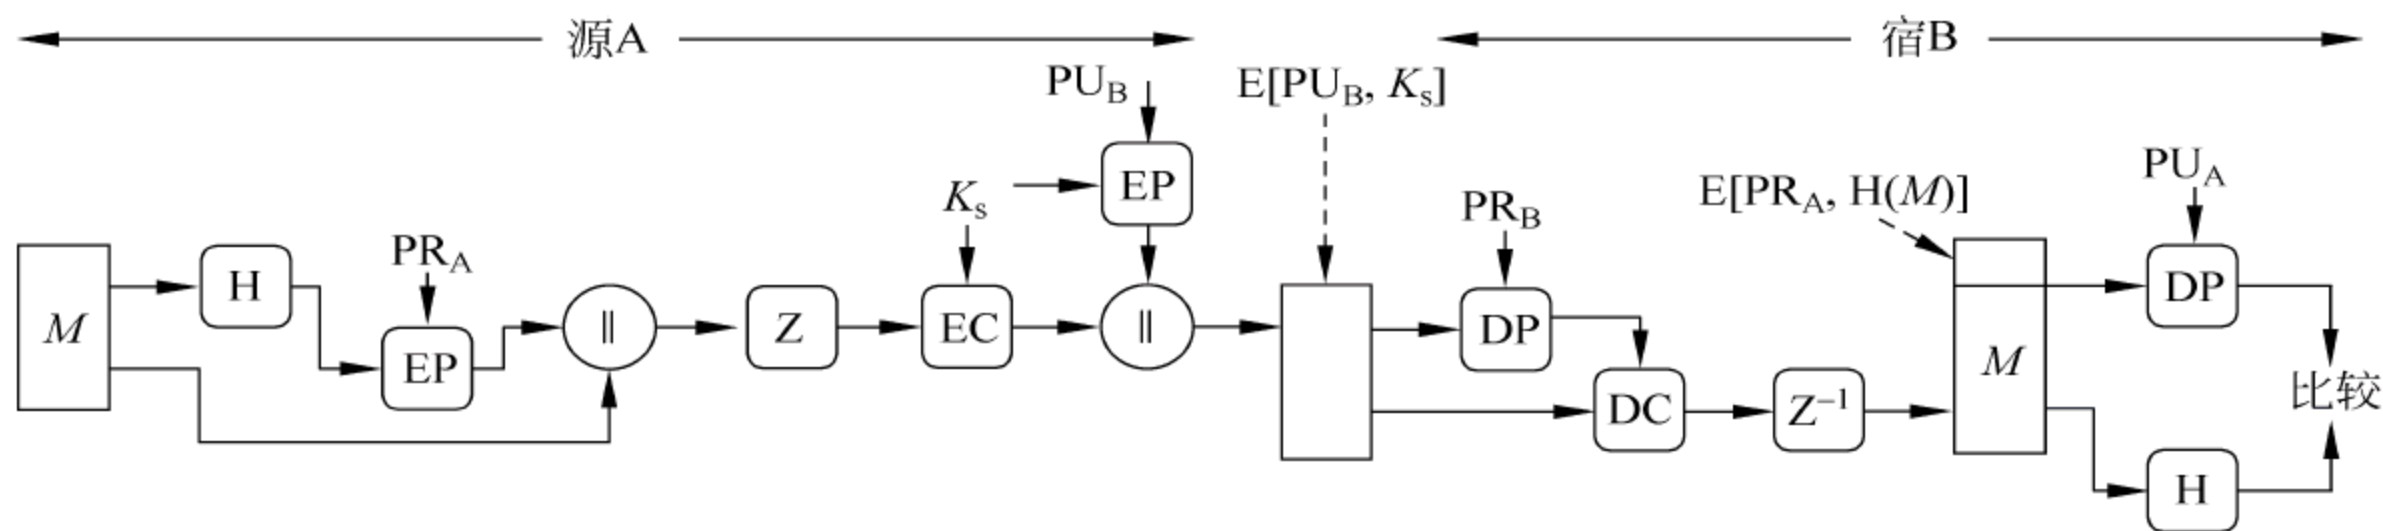 源A
宿B
PU_B
E[PU_B, K_s]
PU_A
EP
E[PR_A, H(M)]
K_s
PR_B
PR_A
H
DP
M
||
Z
EC
||
DP
EP
M
比较
DC
Z⁻¹
H